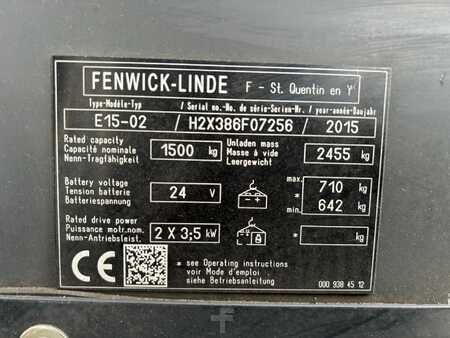 FENWICK-LINDE F - St. Quentin en Y
Type-Modèle-Typ / Serial no.-No. de série-Serien-Nr. / year-année-Baujahr
E15-02 / H2X386F07256 / 2015
Rated capacity
Capacité nominale 1500 kg
Nenn-Tragfähigkeit
Unladen mass
Masse à vide 2455 kg
Leergewicht
Battery voltage
Tension batterie 24 V
Batteriespannung
max. 710 kg
*
min. 642 kg
Rated drive power
Puissance motr.nom. 2 X 3,5 kW
Nenn-Antriebsleist.
* kg
CE
* see Operating instructions
voir Mode d'emploi
siehe Betriebsanleitung
000 938 45 12